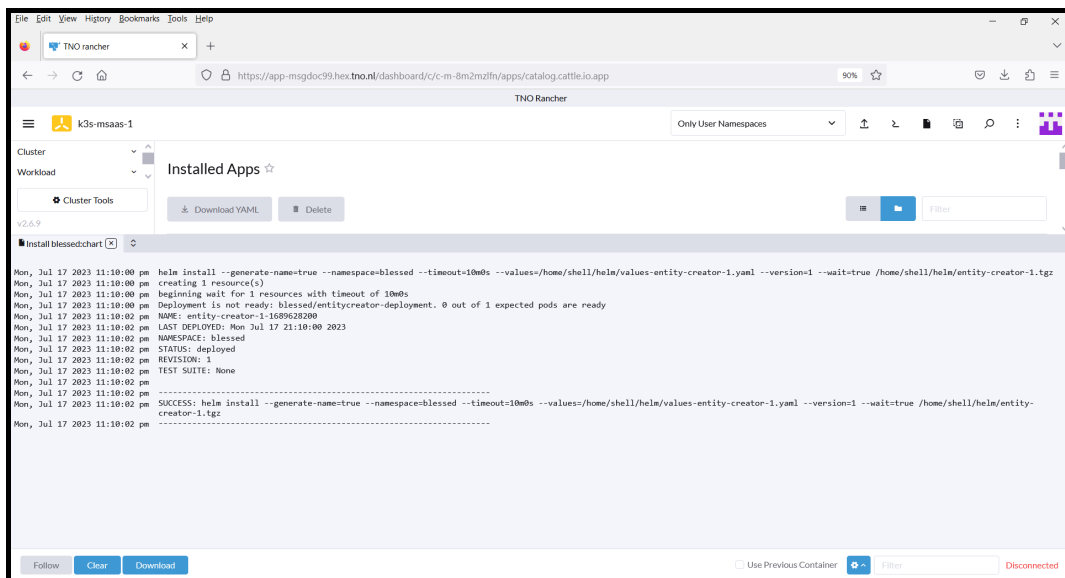 File Edit View History Bookmarks Tools Help
TNO rancher
https://app-msgdoc99.hex.tno.nl/dashboard/c/c-m-8m2mzlfn/apps/catalog.cattle.io.app
90%
TNO Rancher
k3s-msaas-1
Only User Namespaces
Cluster
Workload
Installed Apps
Cluster Tools
Download YAML
Delete
Filter
v2.6.9
Install blessed:chart
Mon, Jul 17 2023 11:10:00 pm helm install --generate-name=true --namespace=blessed --timeout=10m0s --values=/home/shell/helm/values-entity-creator-1.yaml --version=1 --wait=true /home/shell/helm/entity-creator-1.tgz
Mon, Jul 17 2023 11:10:00 pm creating 1 resource(s)
Mon, Jul 17 2023 11:10:00 pm beginning wait for 1 resources with timeout of 10m0s
Mon, Jul 17 2023 11:10:00 pm Deployment is not ready: blessed/entitycreator-deployment. 0 out of 1 expected pods are ready
Mon, Jul 17 2023 11:10:02 pm NAME: entity-creator-1-1689628200
Mon, Jul 17 2023 11:10:02 pm LAST DEPLOYED: Mon Jul 17 21:10:00 2023
Mon, Jul 17 2023 11:10:02 pm NAMESPACE: blessed
Mon, Jul 17 2023 11:10:02 pm STATUS: deployed
Mon, Jul 17 2023 11:10:02 pm REVISION: 1
Mon, Jul 17 2023 11:10:02 pm TEST SUITE: None
Mon, Jul 17 2023 11:10:02 pm
Mon, Jul 17 2023 11:10:02 pm ---------------------------------------------------------------------
Mon, Jul 17 2023 11:10:02 pm SUCCESS: helm install --generate-name=true --namespace=blessed --timeout=10m0s --values=/home/shell/helm/values-entity-creator-1.yaml --version=1 --wait=true /home/shell/helm/entity-
creator-1.tgz
Mon, Jul 17 2023 11:10:02 pm ---------------------------------------------------------------------
Follow
Clear
Download
Use Previous Container
Filter
Disconnected